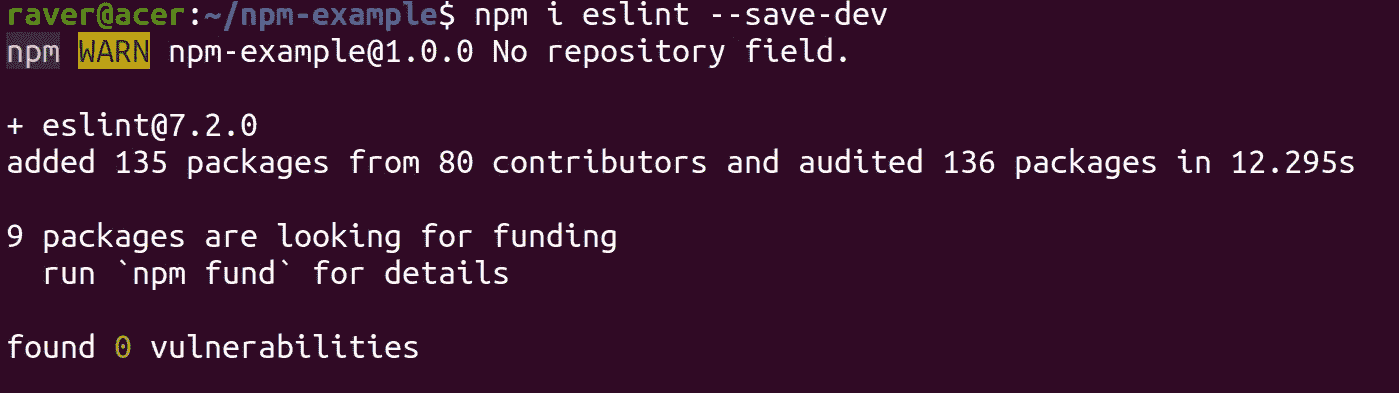 raver@acer:~/npm-example$ npm i eslint --save-dev
npm WARN npm-example@1.0.0 No repository field.
+ eslint@7.2.0
added 135 packages from 80 contributors and audited 136 packages in 12.295s
9 packages are looking for funding
run `npm fund` for details
found 0 vulnerabilities